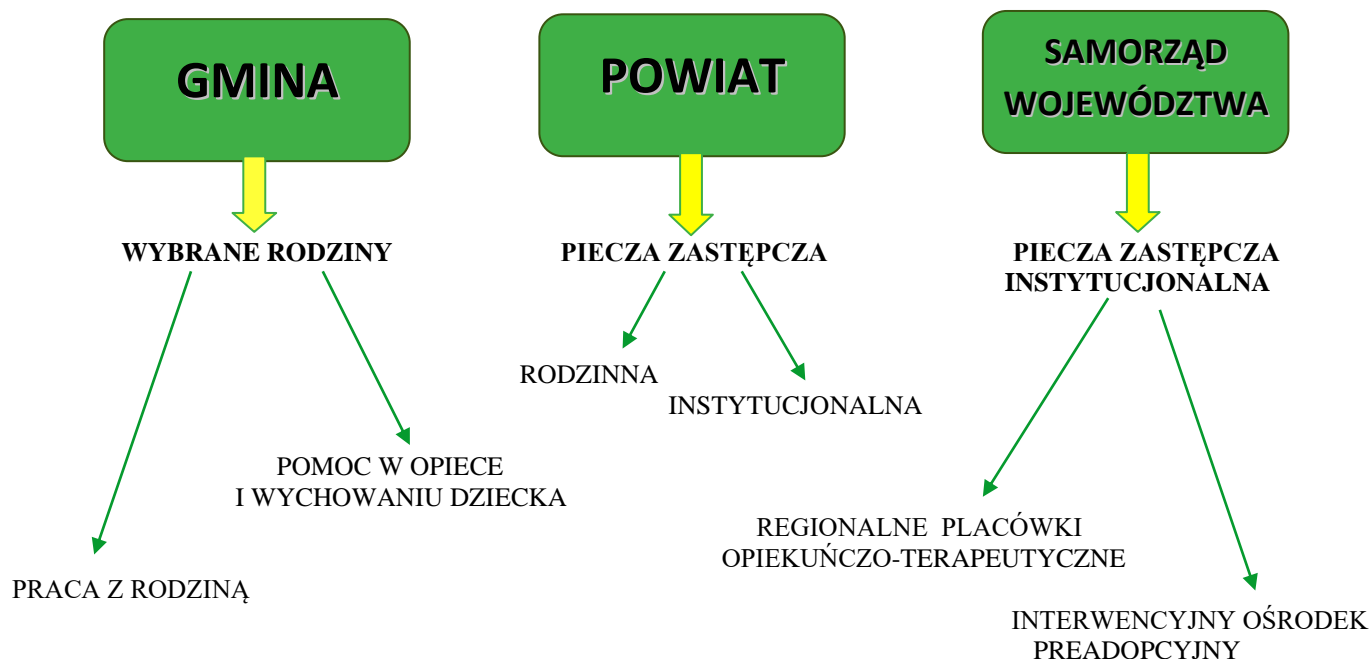 GMINA
POWIAT
SAMORZĄD
WOJEWÓDZTWA
WYBRANE RODZINY
PIECZA ZASTĘPCZA
PIECZA ZASTĘPCZA
INSTYTUCJONALNA
RODZINNA
INSTYTUCJONALNA
POMOC W OPIECE
I WYCHOWANIU DZIECKA
REGIONALNE PLACÓWKI
OPIEKUŃCZO-TERAPEUTYCZNE
PRACA Z RODZINĄ
INTERWENCYJNY OŚRODEK
PREADOPCYJNY